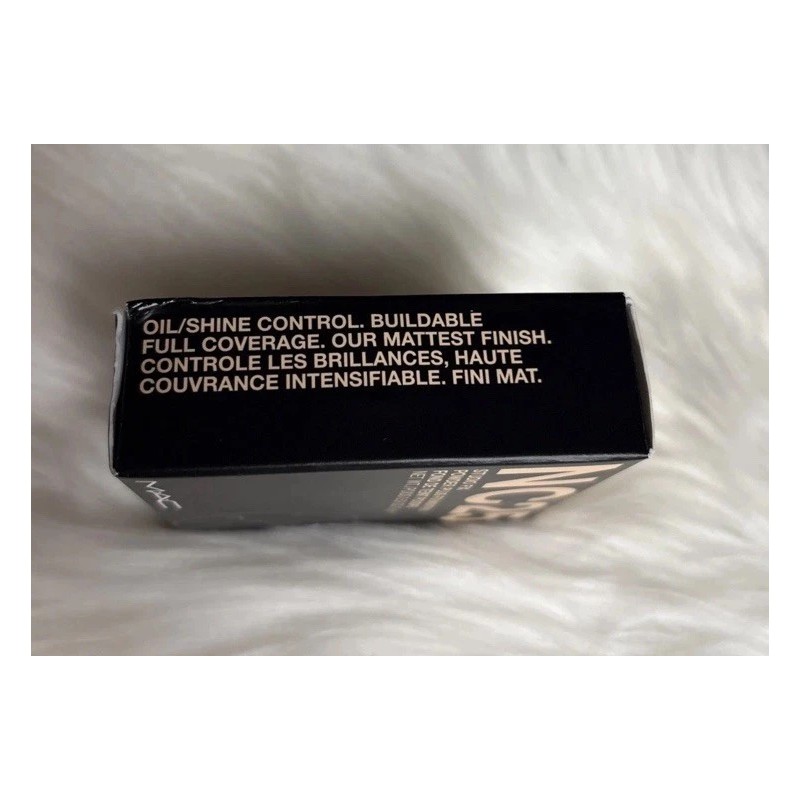 OIL/SHINE CONTROL. BUILDABLE
FULL COVERAGE. OUR MATTEST FINISH.
CONTROLE LES BRILLANCES, HAUTE
COUVRANCE INTENSIFIABLE. FINI MAT.
MAC